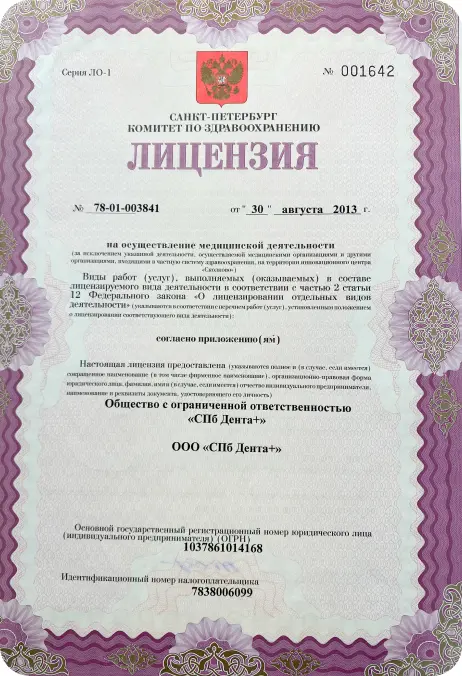 Серия ЛО-1
№ 001642
САНКТ-ПЕТЕРБУРГ
КОМИТЕТ ПО ЗДРАВООХРАНЕНИЮ
ЛИЦЕНЗИЯ
№ 78-01-003841 от "30" августа 2013 г.
на осуществление медицинской деятельности
(за исключением указанной деятельности, осуществляемой медицинскими организациями и другими
организациями, входящими в частную систему здравоохранения, на территории инновационного центра
«Сколково»)
Виды работ (услуг), выполняемых (оказываемых) в составе
лицензируемого вида деятельности в соответствии с частью 2 статьи
12 Федерального закона «О лицензировании отдельных видов
деятельности» (указываются в соответствии с перечнем работ (услуг), установленным положением
о лицензировании соответствующего вида деятельности):
согласно приложению(ям)
Настоящая лицензия предоставлена (указываются полное и (в случае, если имеется)
сокращенное наименование (в том числе фирменное наименование), организационно-правовая форма
юридического лица, фамилия, имя и (в случае, если имеется) отчество индивидуального предпринимателя,
наименование и реквизиты документа, удостоверяющего его личность)
Общество с ограниченной ответственностью
«СПб Дента+»
ООО «СПб Дента+»
Основной государственный регистрационный номер юридического лица
(индивидуального предпринимателя) (ОГРН)
1037861014168
Идентификационный номер налогоплательщика
7838006099